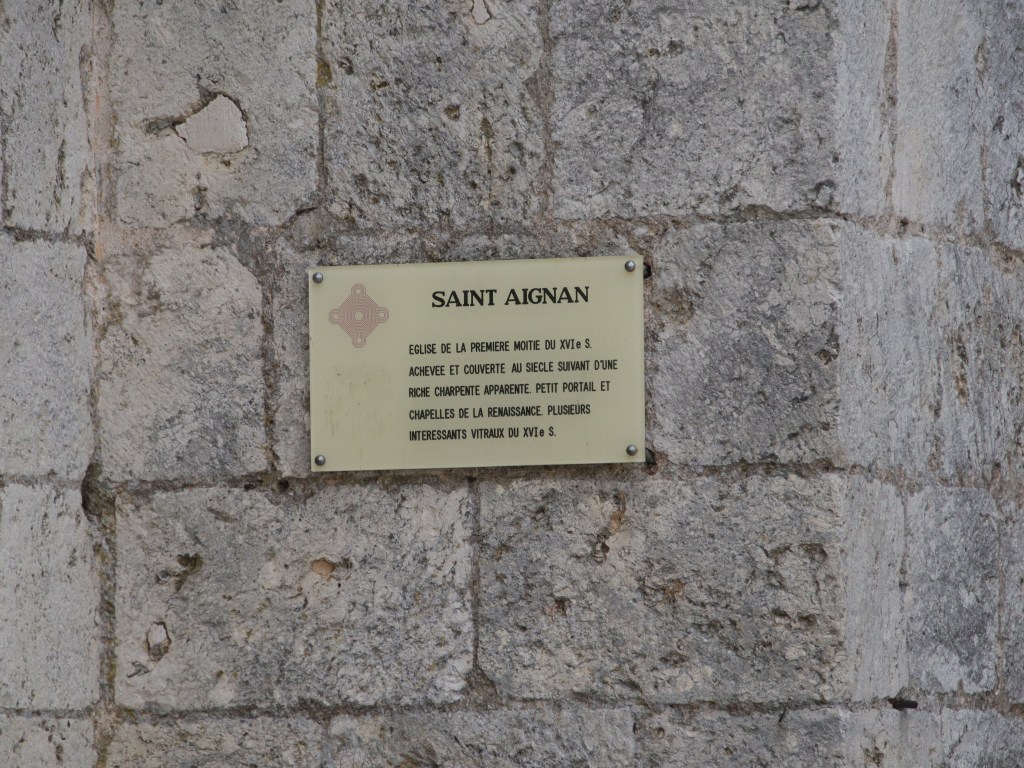 SAINT AIGNAN
EGLISE DE LA PREMIERE MOITIE DU XVIe S.
ACHEVEE ET COUVERTE AU SIECLE SUIVANT D'UNE
RICHE CHARPENTE APPARENTE. PETIT PORTAIL ET
CHAPELLES DE LA RENAISSANCE. PLUSIEURS
INTERESSANTS VITRAUX DU XVIe S.